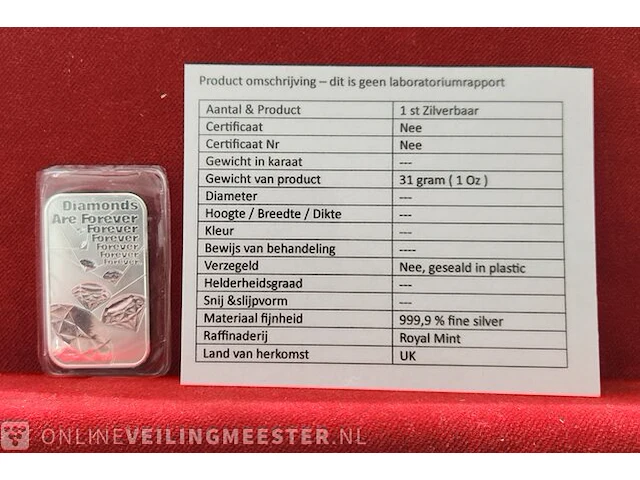 Product omschrijving – dit is geen laboratoriumrapport
Aantal & Product 1 st Zilverbaar
Certificaat Nee
Certificaat Nr Nee
Gewicht in karaat ---
Gewicht van product 31 gram ( 1 Oz )
Diameter ---
Hoogte / Breedte / Dikte ---
Kleur ---
Bewijs van behandeling ----
Verzegeld Nee, geseald in plastic
Helderheidsgraad ---
Snij &slijpvorm ---
Materiaal fijnheid 999,9 % fine silver
Raffinaderij Royal Mint
Land van herkomst UK
Diamonds
Are Forever
Forever
Forever
Forever
Forever
Forever
ONLINEVEILINGMEESTER.NL